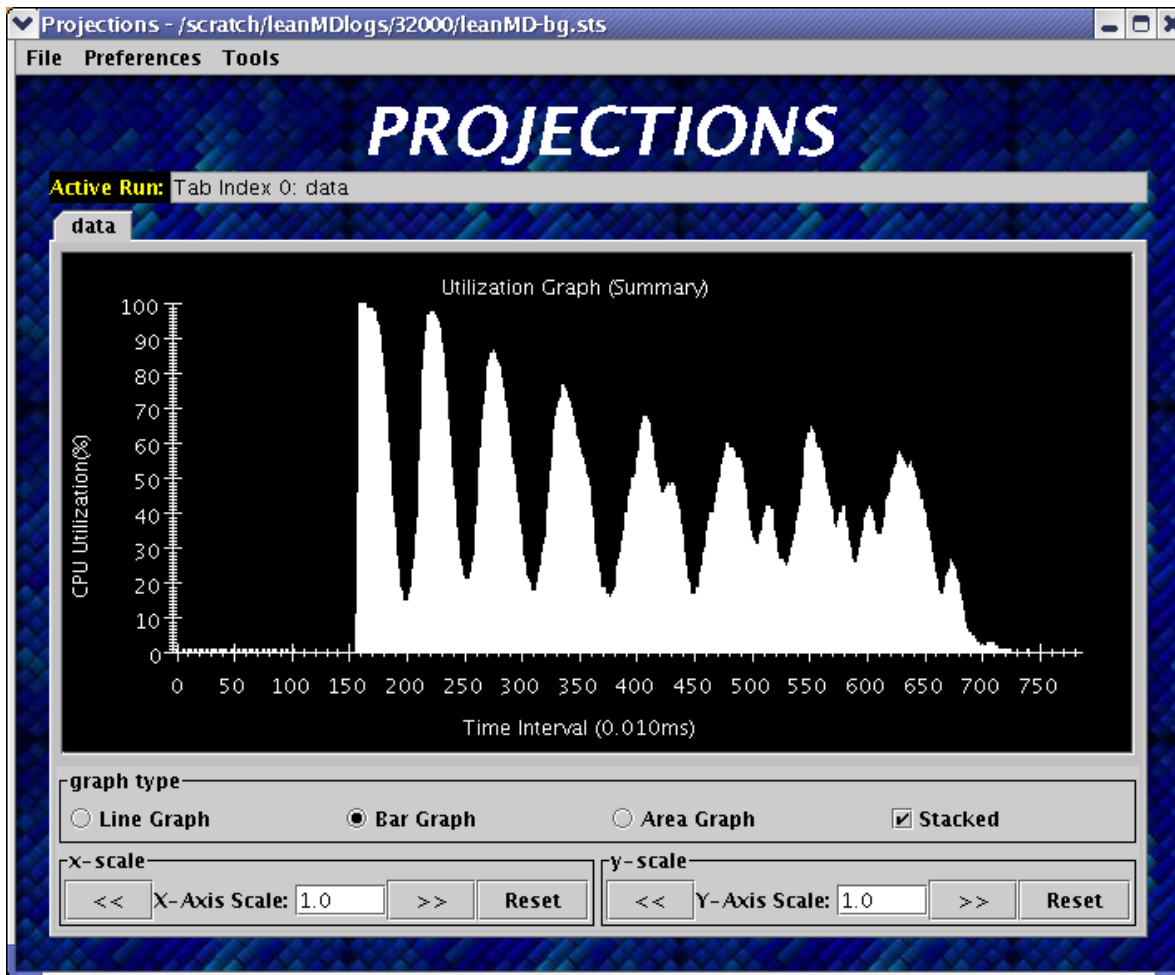 Projections - /scratch/leanMDlogs/32000/leanMD-bg.sts
File Preferences Tools
PROJECTIONS
Active Run: Tab Index 0: data
data
Utilization Graph (Summary)
100
90
80
70
60
50
40
30
20
10
0
CPU Utilization(%)
0 50 100 150 200 250 300 350 400 450 500 550 600 650 700 750
Time Interval (0.010ms)
graph type
Line Graph Bar Graph Area Graph Stacked
x-scale y-scale
<< X-Axis Scale: 1.0 >> Reset << Y-Axis Scale: 1.0 >> Reset